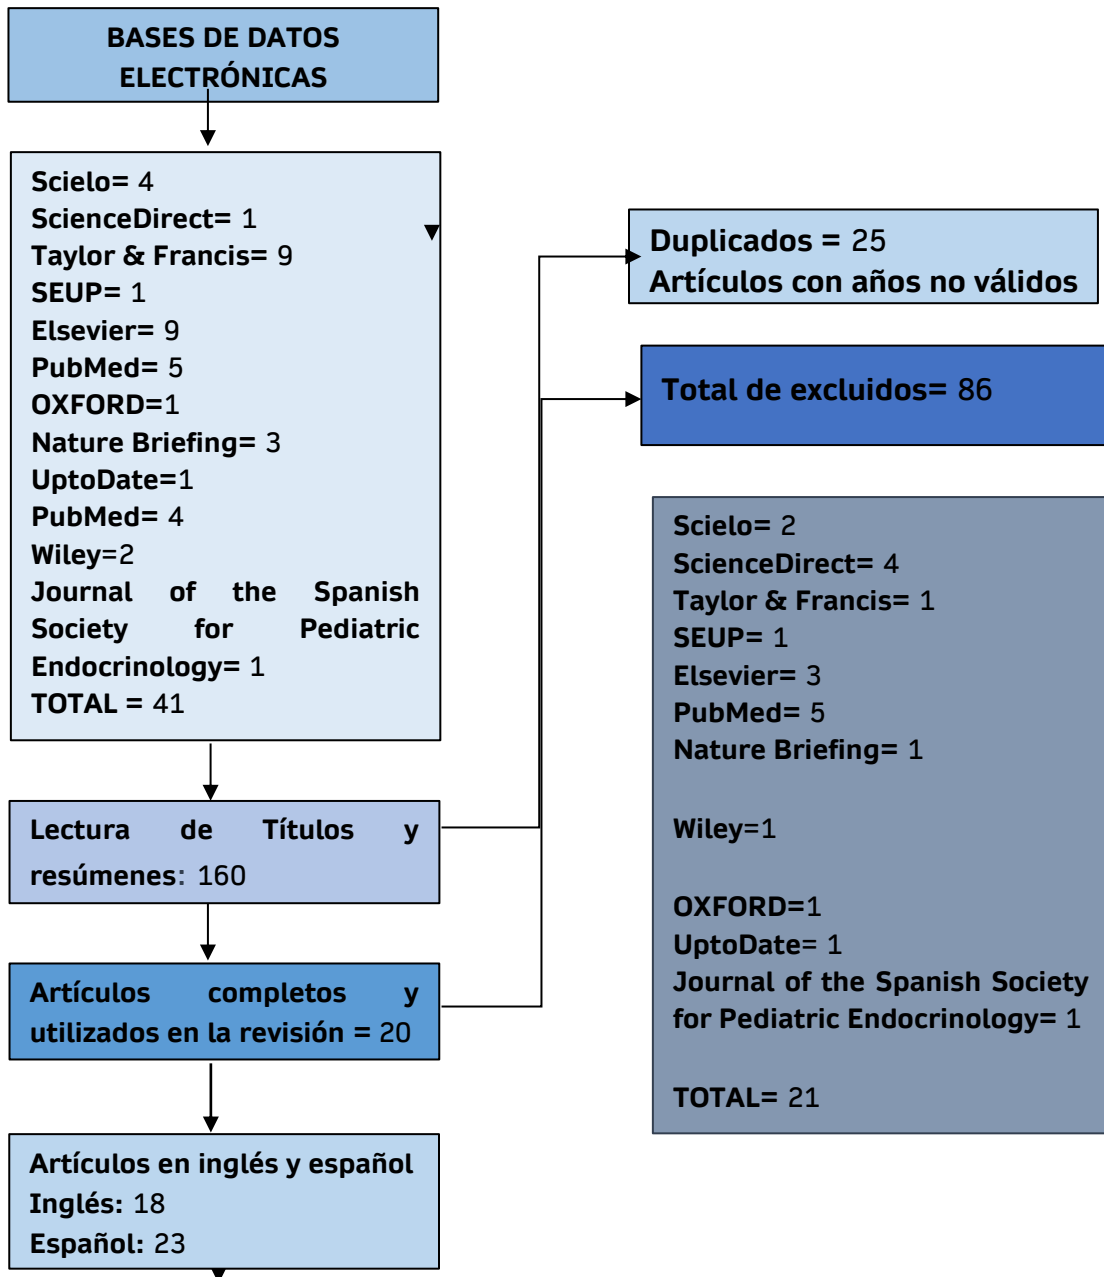 BASES DE DATOS
ELECTRÓNICAS
Scielo= 4
ScienceDirect= 1
Taylor & Francis= 9
SEUP= 1
Elsevier= 9
PubMed= 5
OXFORD=1
Nature Briefing= 3
UptoDate=1
PubMed= 4
Wiley=2
Journal of the Spanish
Society for Pediatric
Endocrinology= 1
TOTAL = 41
Lectura de Títulos y
resúmenes: 160
Artículos completos y
utilizados en la revisión = 20
Artículos en inglés y español
Inglés: 18
Español: 23
Duplicados = 25
Artículos con años no válidos
Total de excluidos= 86
Scielo= 2
ScienceDirect= 4
Taylor & Francis= 1
SEUP= 1
Elsevier= 3
PubMed= 5
Nature Briefing= 1
Wiley=1
OXFORD=1
UptoDate= 1
Journal of the Spanish Society
for Pediatric Endocrinology= 1
TOTAL= 21